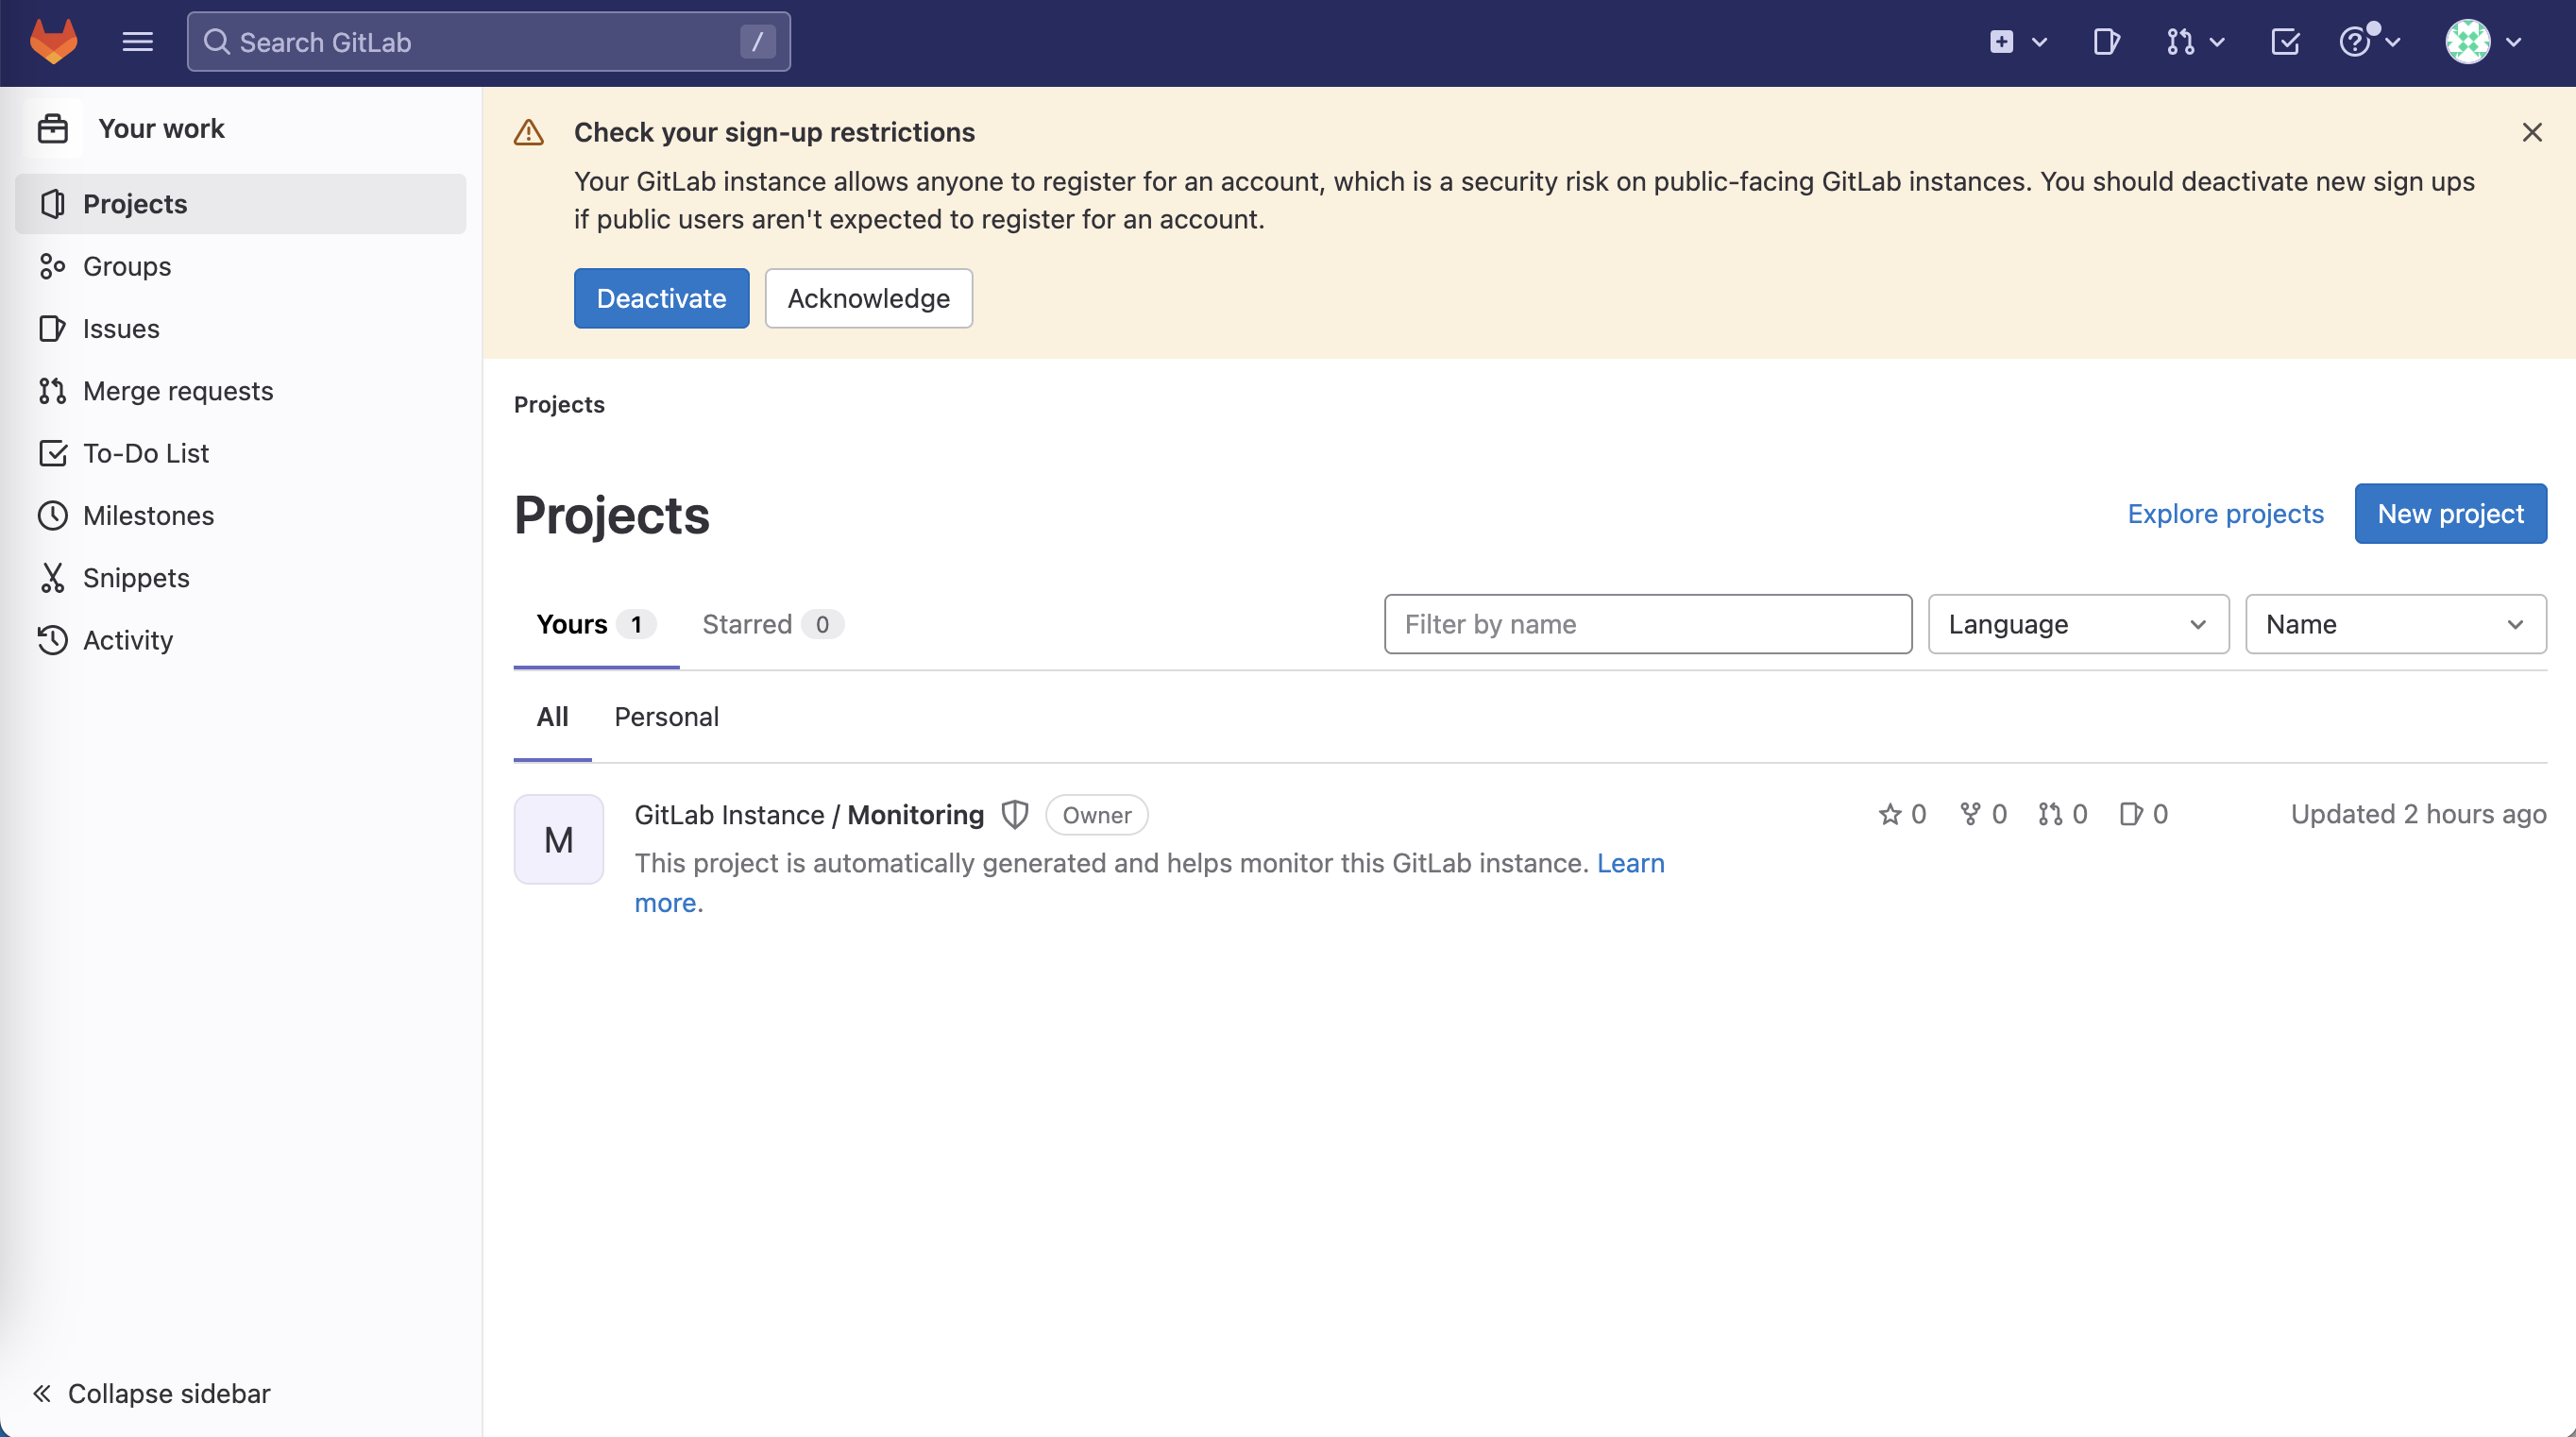 Search GitLab /
Your work
Projects
Groups
Issues
Merge requests
To-Do List
Milestones
Snippets
Activity
Collapse sidebar
Check your sign-up restrictions
Your GitLab instance allows anyone to register for an account, which is a security risk on public-facing GitLab instances. You should deactivate new sign ups
if public users aren't expected to register for an account.
Deactivate Acknowledge
Projects
Projects
Explore projects New project
Yours 1 Starred 0 Filter by name Language Name
All Personal
M
GitLab Instance / Monitoring Owner 0 0 0 0 Updated 2 hours ago
This project is automatically generated and helps monitor this GitLab instance. Learn
more.